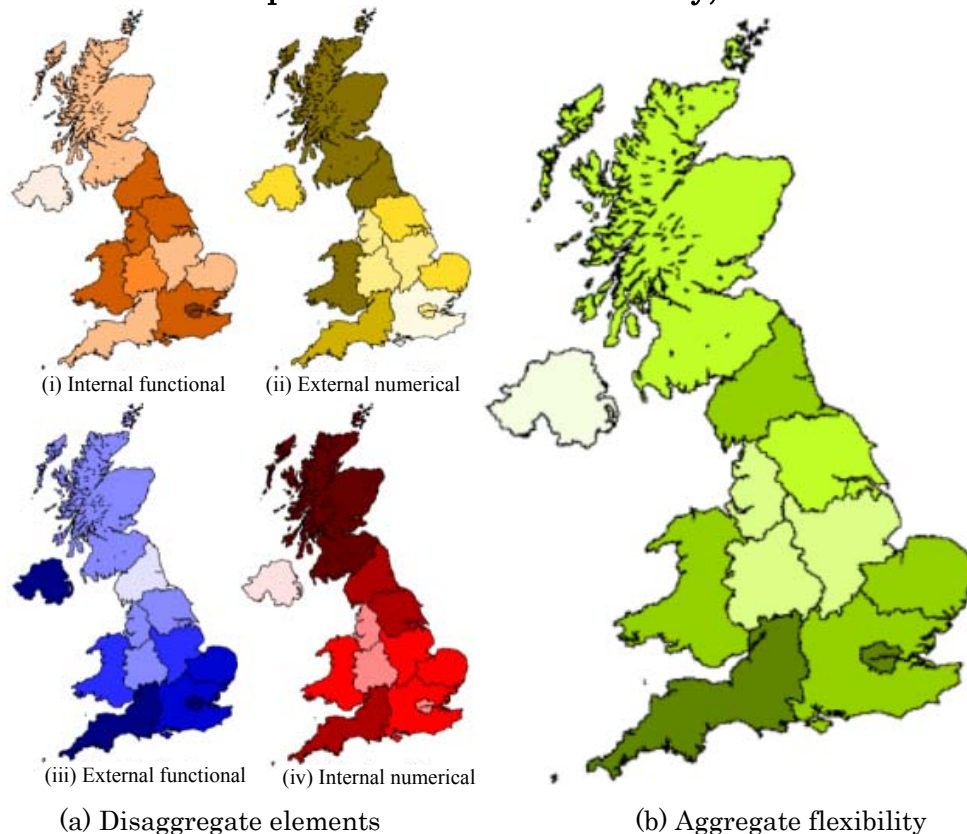 (i) Internal functional
(ii) External numerical
(iii) External functional
(iv) Internal numerical
(a) Disaggregate elements
(b) Aggregate flexibility